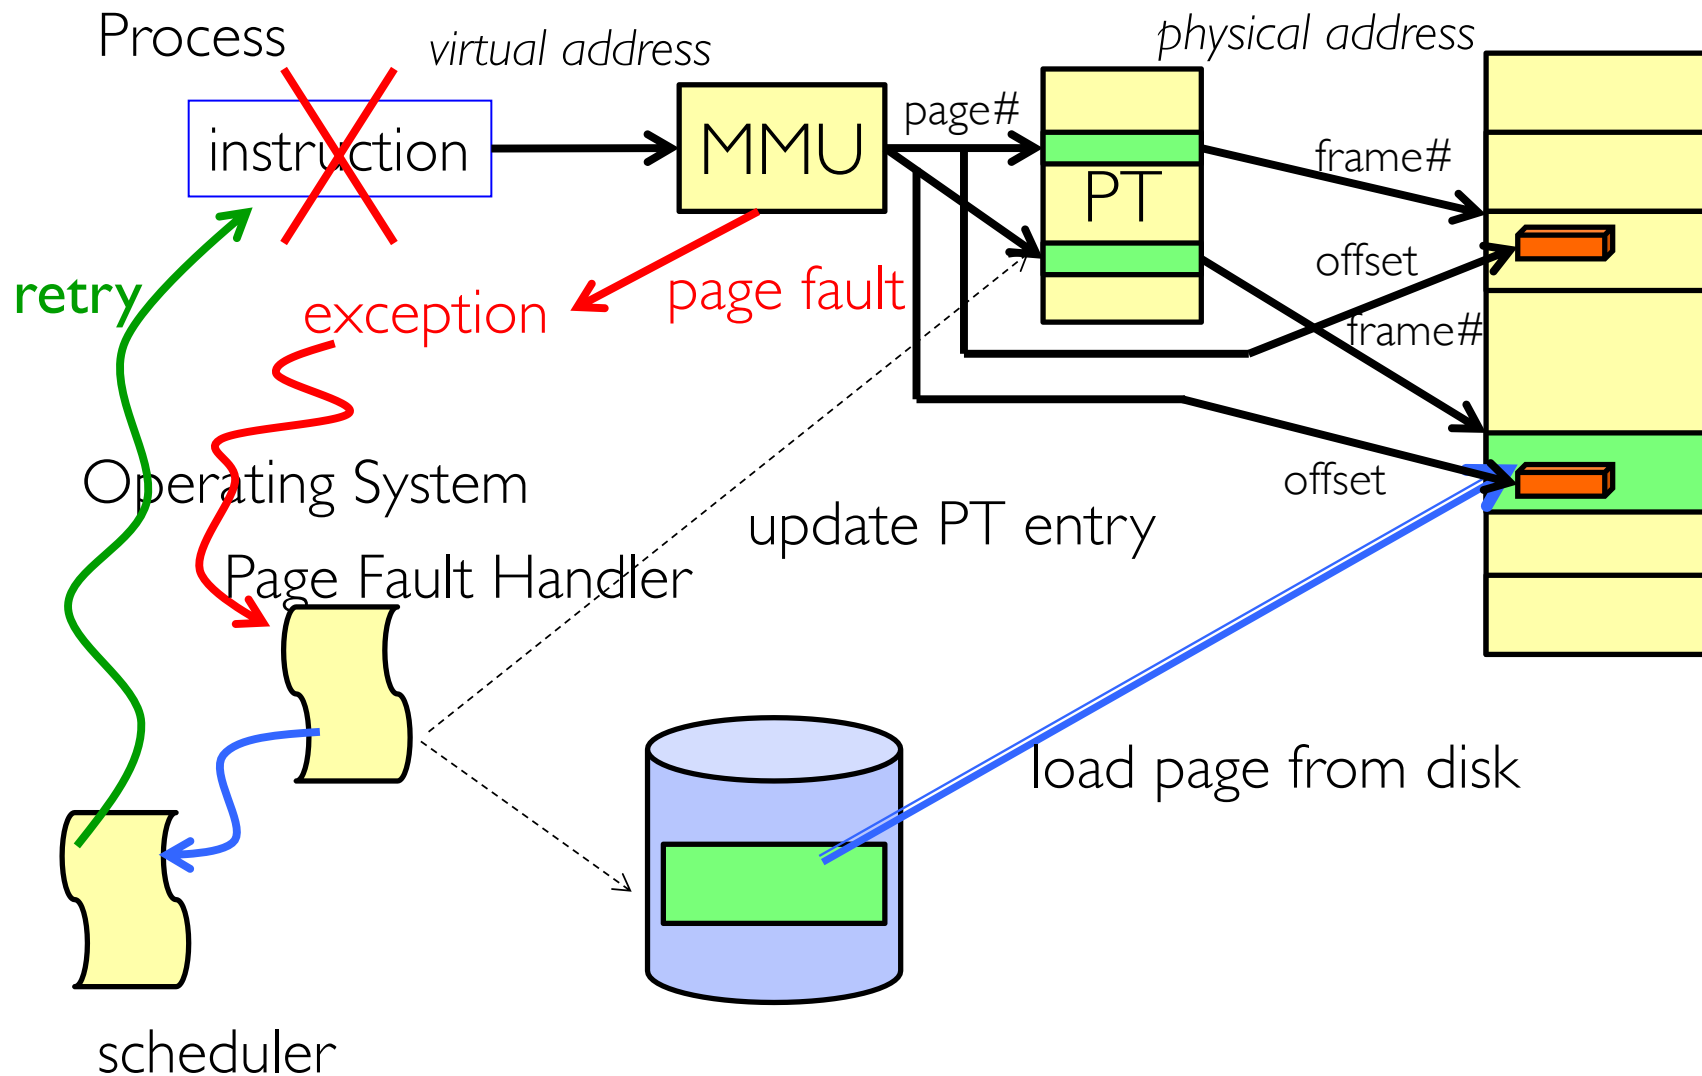 Process
virtual address
physical address
instruction
MMU
page#
PT
frame#
offset
retry
exception
page fault
frame#
Operating System
offset
update PT entry
Page Fault Handler
load page from disk
scheduler